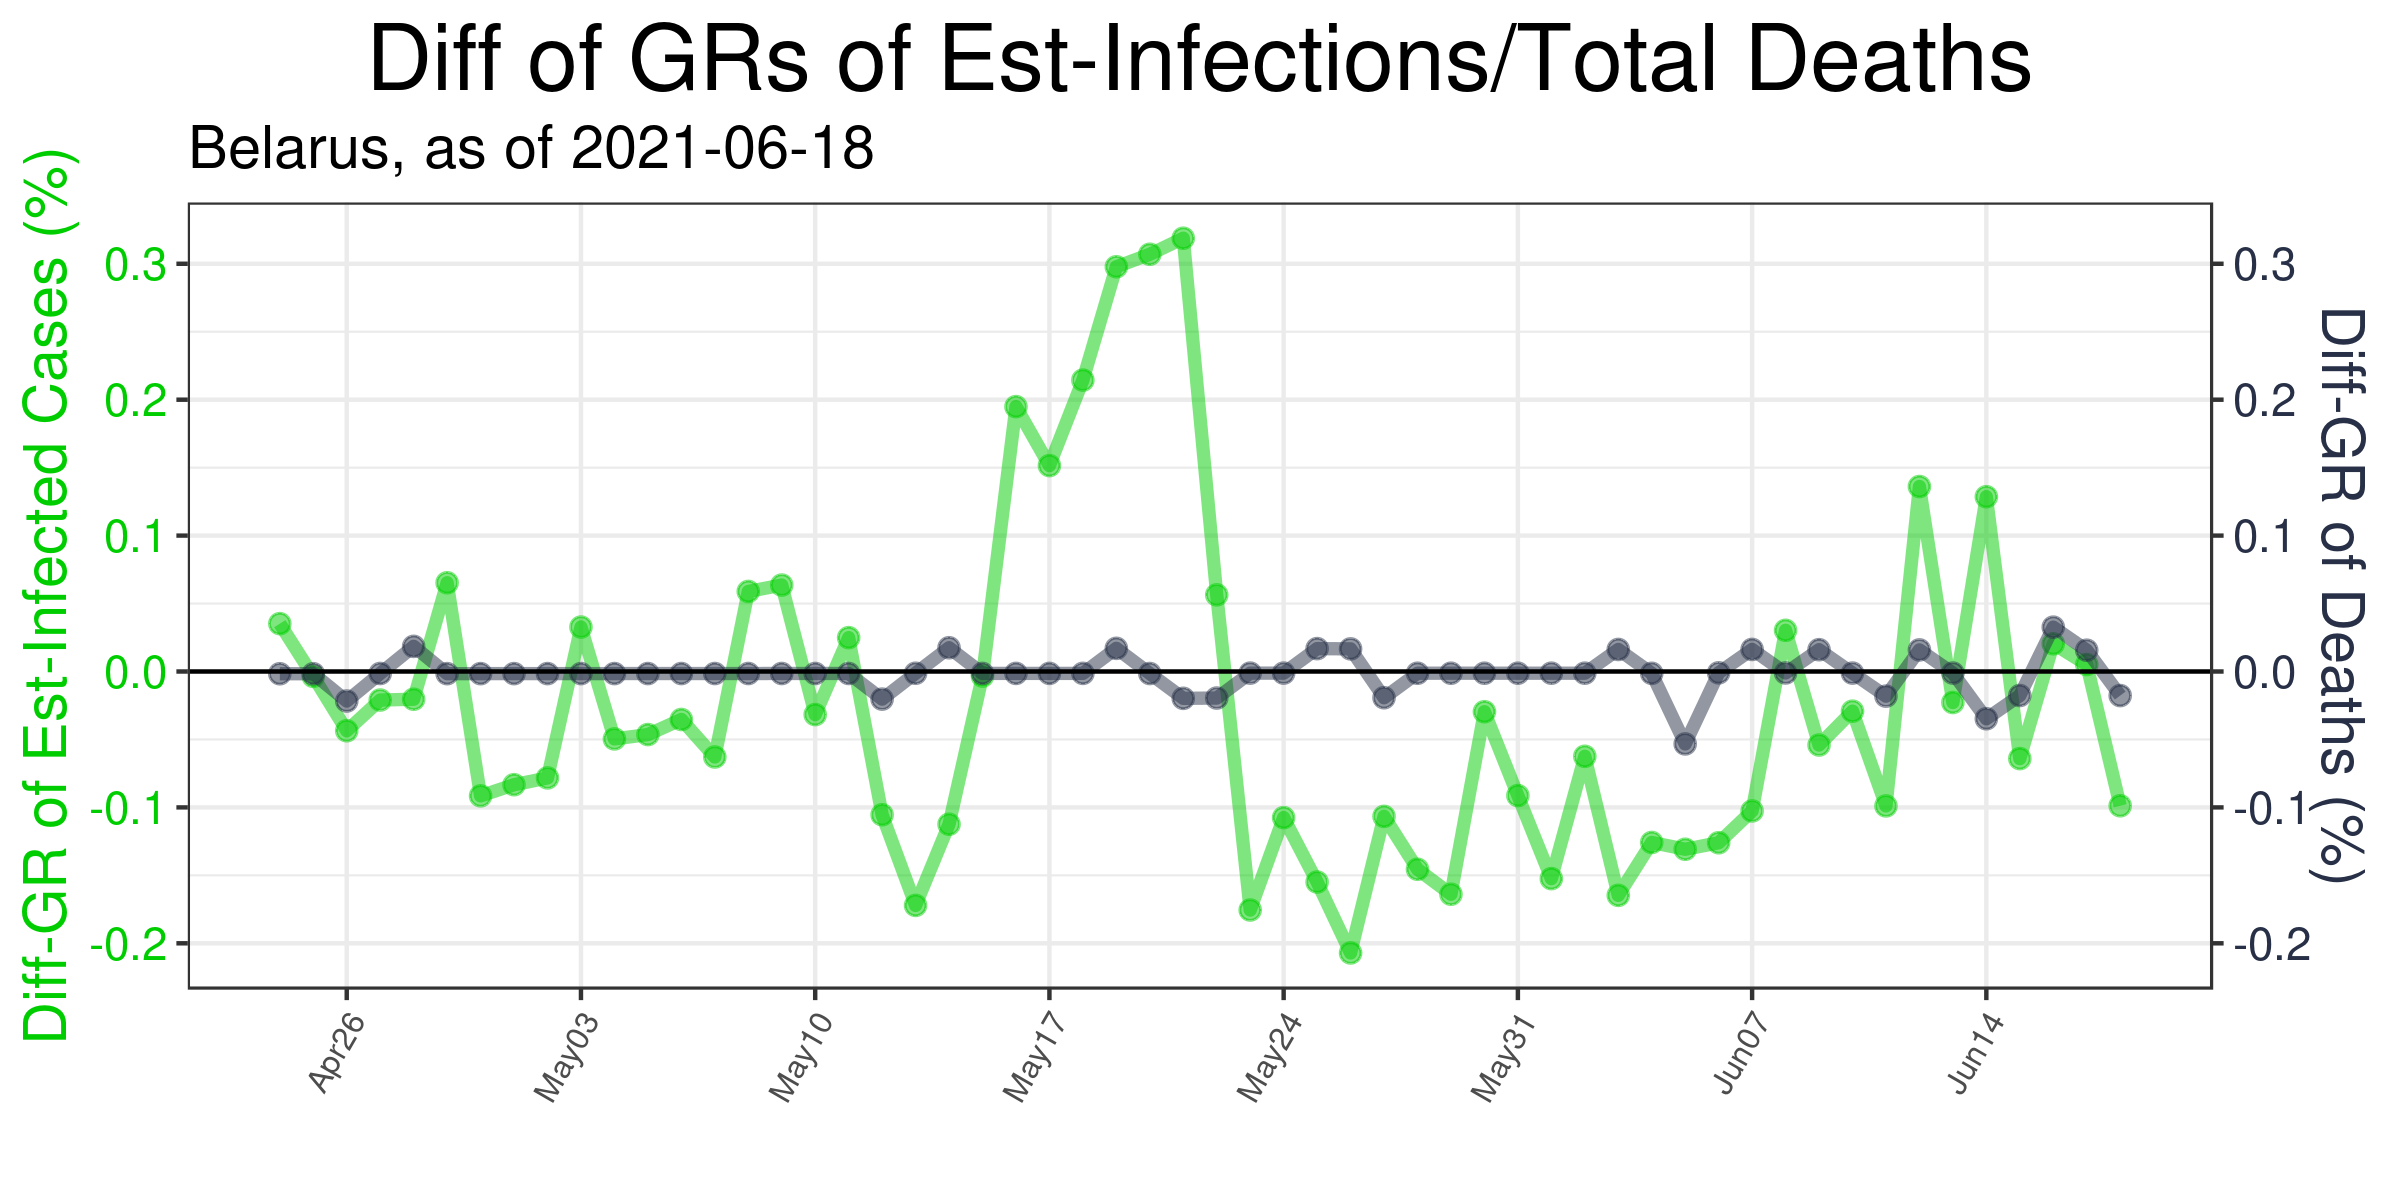 Diff of GRs of Est-Infections/Total Deaths
Belarus, as of 2021-06-18
Diff-GR of Est-Infected Cases (%)
0.3
0.2
0.1
0.0
-0.1
-0.2
0.3
0.2
0.1
0.0
-0.1
-0.2
Diff-GR of Deaths (%)
Apr26
May03
May10
May17
May24
May31
Jun07
Jun14